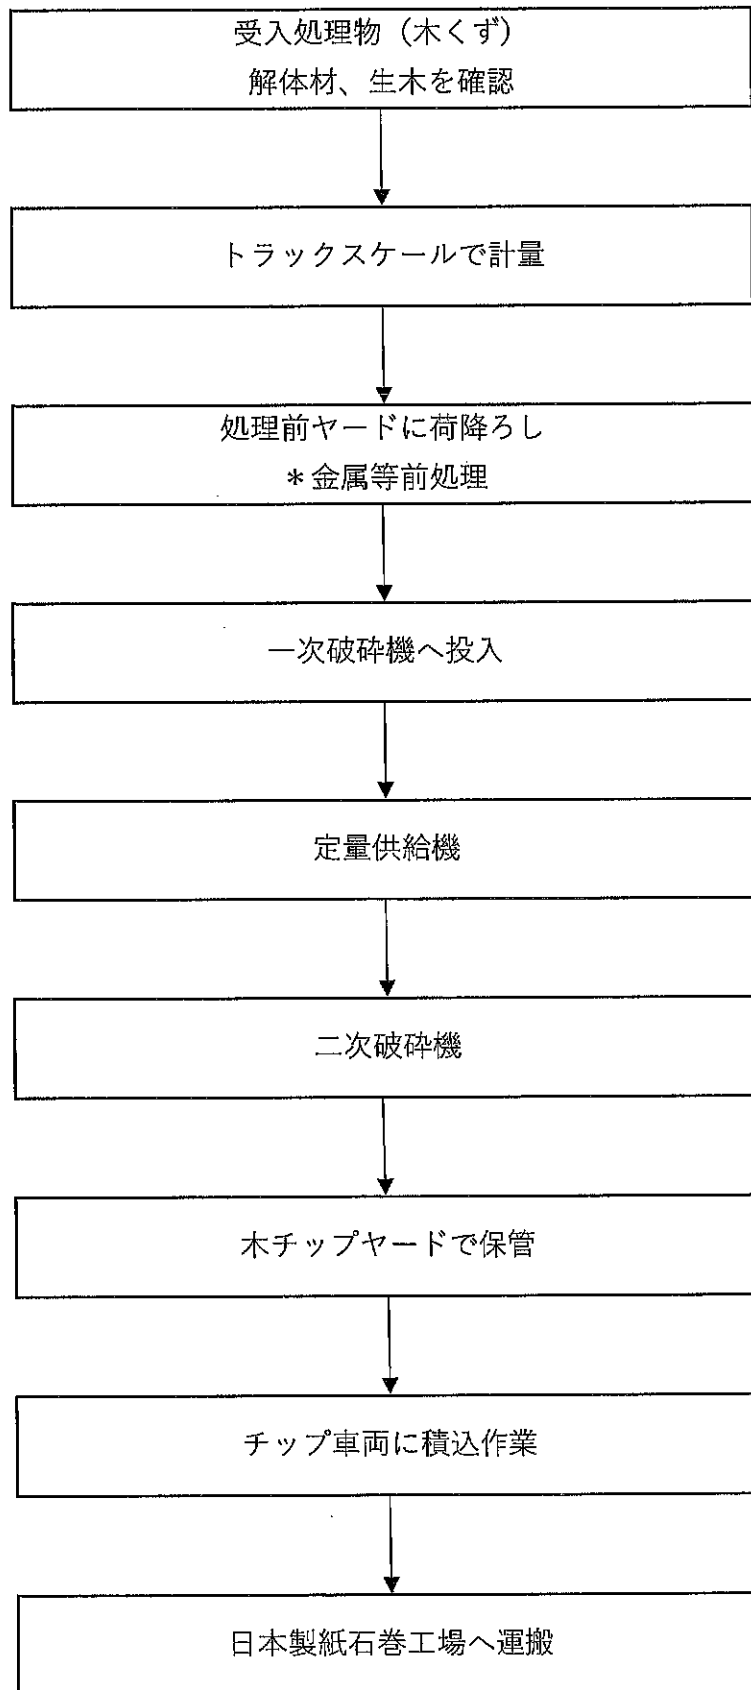 受入処理物（木くず）
解体材、生木を確認
トラックスケールで計量
処理前ヤードに荷降ろし
＊金属等前処理
一次破砕機へ投入
定量供給機
二次破砕機
木チップヤードで保管
チップ車両に積込作業
日本製紙石巻工場へ運搬